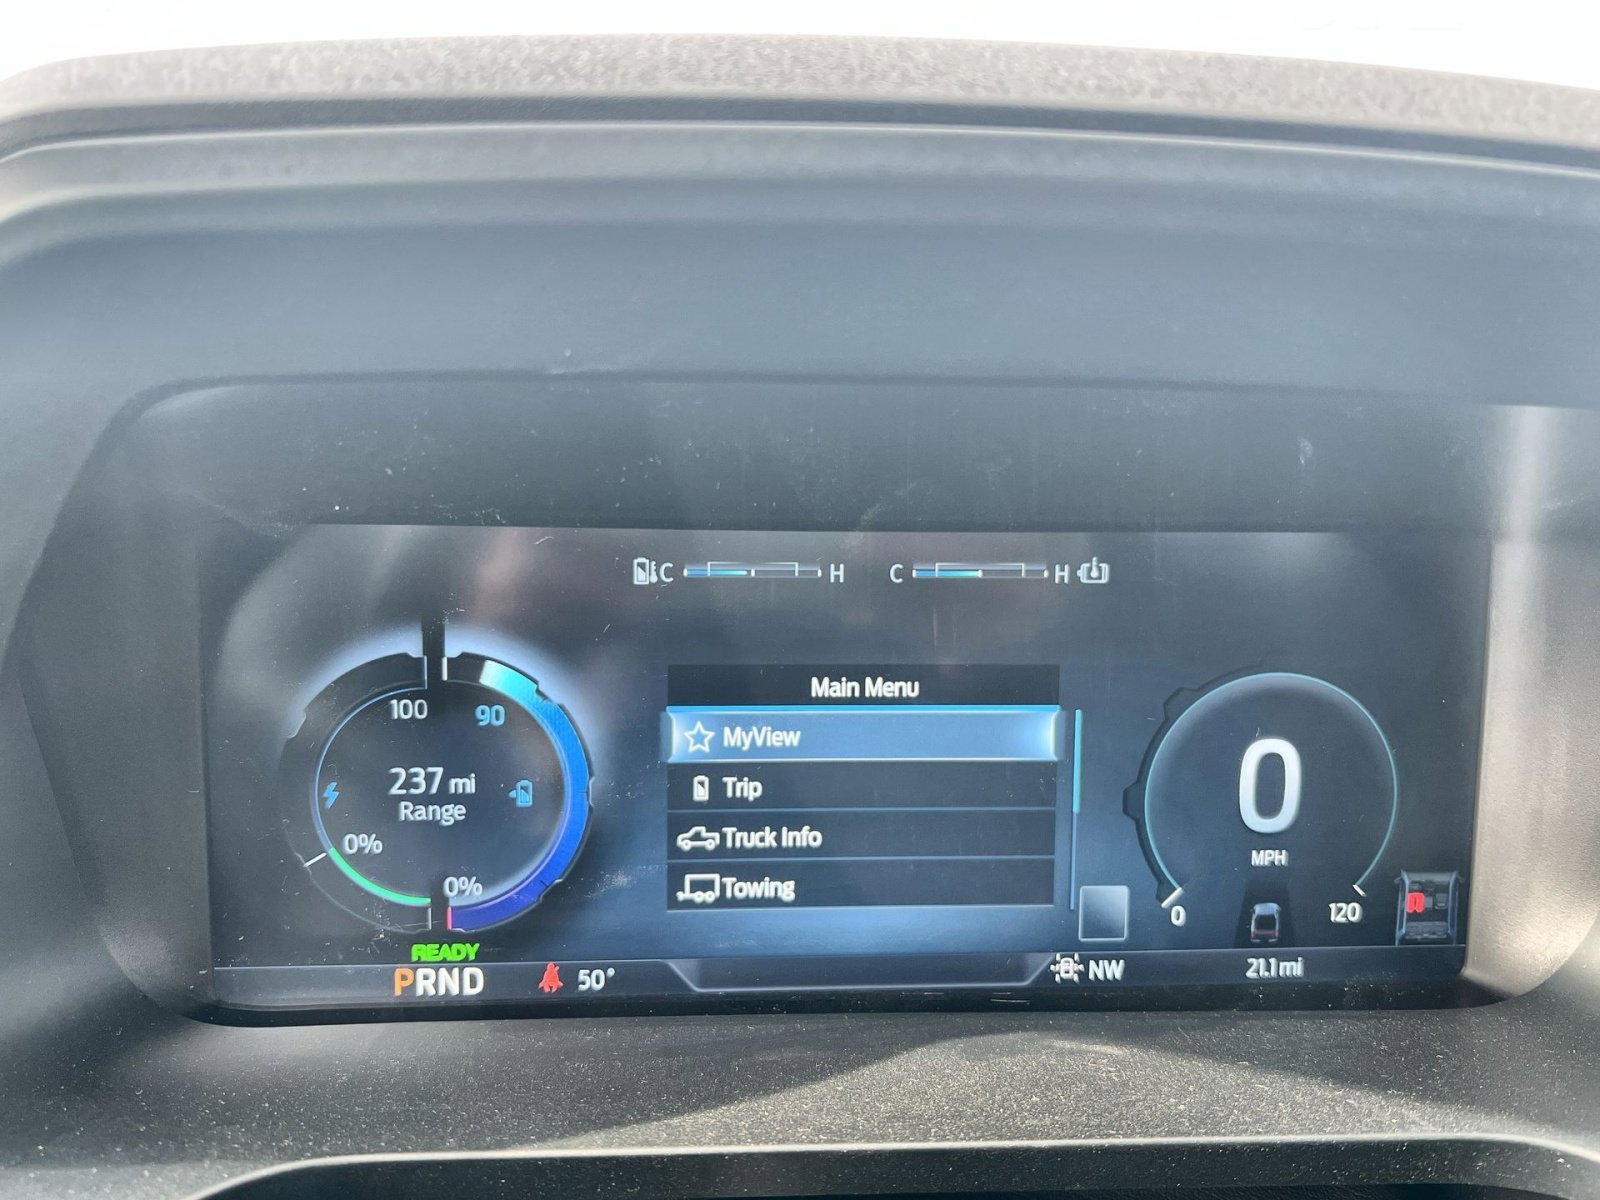 C H
C H
100 90
237 mi
Range
0%
0%
READY
PRND
50°
Main Menu
MyView
Trip
Truck Info
Towing
0
MPH
0 120
NW
21.1 mi